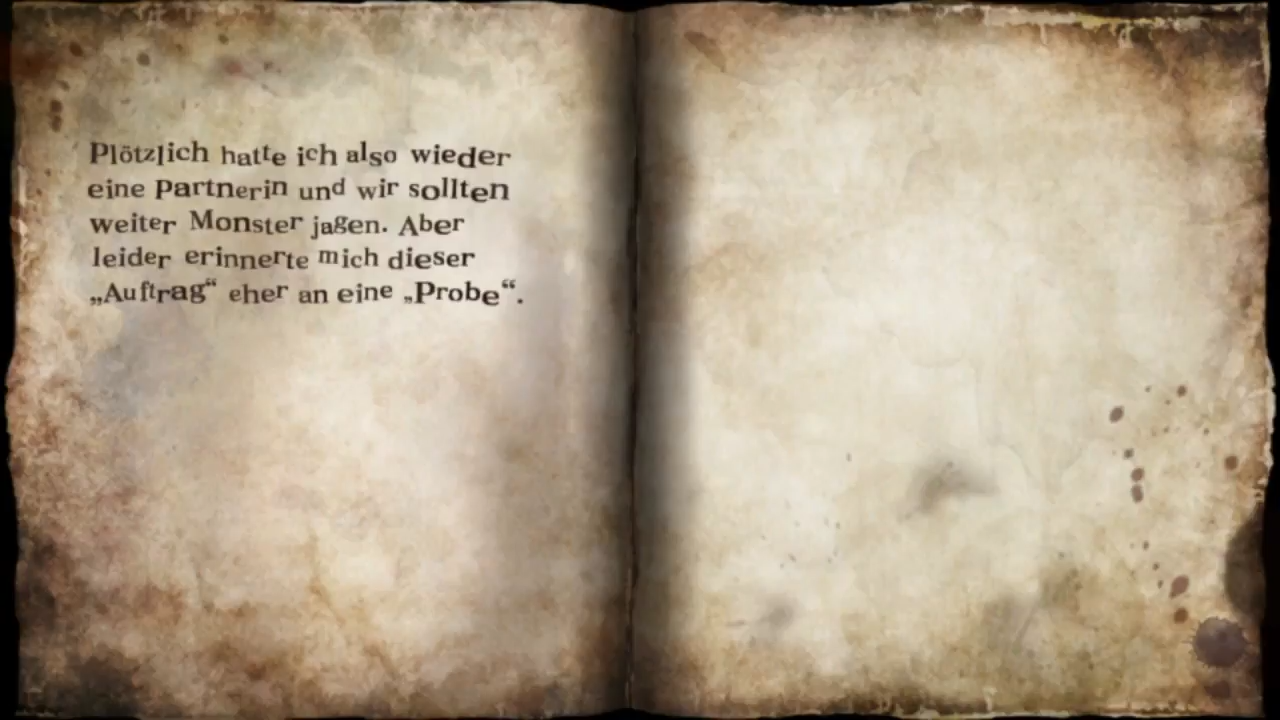 Plötzlich hatte ich also wieder
eine Partnerin und wir sollten
weiter Monster jagen. Aber
leider erinnerte mich dieser
„Auftrag“ eher an eine „Probe“.